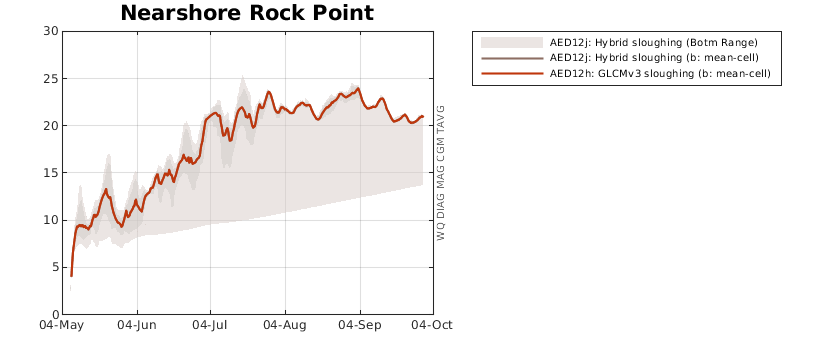 Nearshore Rock Point
30
25
20
15
10
5
0
04-May
04-Jun
04-Jul
04-Aug
04-Sep
04-Oct
WQ DIAG MAG CGM TAVG
AED12j: Hybrid sloughing (Botm Range)
AED12j: Hybrid sloughing (b: mean-cell)
AED12h: GLCMv3 sloughing (b: mean-cell)